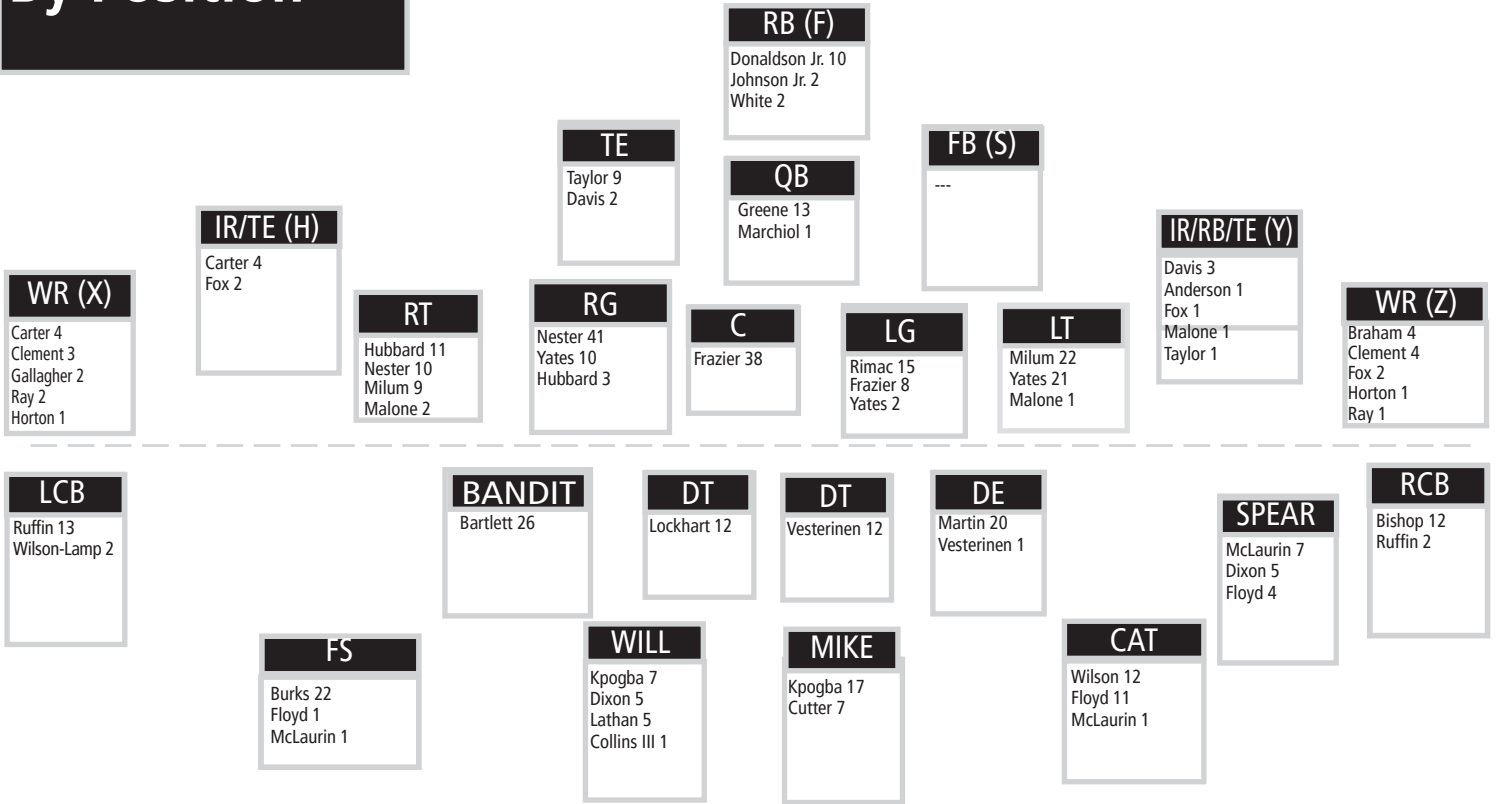 By Position
RB (F)
Donaldson Jr. 10
Johnson Jr. 2
White 2
TE
Taylor 9
Davis 2
QB
Greene 13
Marchiol 1
FB (S)
---
IR/TE (H)
Carter 4
Fox 2
IR/RB/TE (Y)
Davis 3
Anderson 1
Fox 1
Malone 1
Taylor 1
WR (X)
Carter 4
Clement 3
Gallagher 2
Ray 2
Horton 1
RT
Hubbard 11
Nester 10
Milum 9
Malone 2
RG
Nester 41
Yates 10
Hubbard 3
C
Frazier 38
LG
Rimac 15
Frazier 8
Yates 2
LT
Milum 22
Yates 21
Malone 1
WR (Z)
Braham 4
Clement 4
Fox 2
Horton 1
Ray 1
LCB
Ruffin 13
Wilson-Lamp 2
BANDIT
Bartlett 26
DT
Lockhart 12
DT
Vesterinen 12
DE
Martin 20
Vesterinen 1
SPEAR
McLaurin 7
Dixon 5
Floyd 4
RCB
Bishop 12
Ruffin 2
FS
Burks 22
Floyd 1
McLaurin 1
WILL
Kpogba 7
Dixon 5
Lathan 5
Collins III 1
MIKE
Kpogba 17
Cutter 7
CAT
Wilson 12
Floyd 11
McLaurin 1